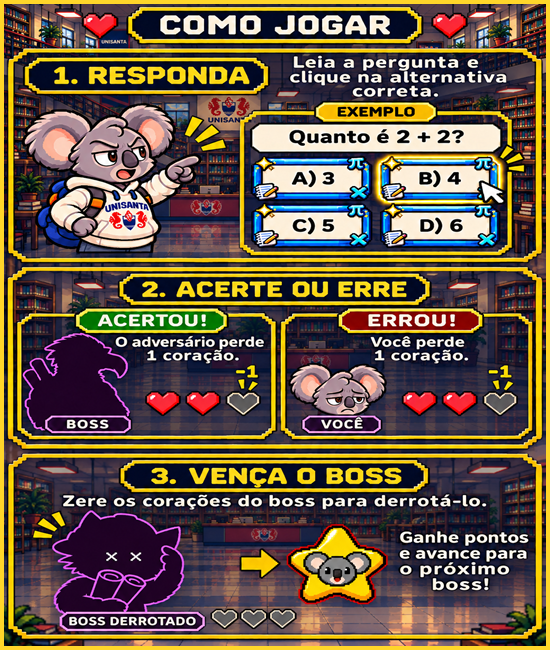 COMO JOGAR
UNISANTA
1. RESPONDA
Leia a pergunta e
clique na alternativa
correta.
UNISANTA
EXEMPLO
Quanto é 2 + 2?
A) 3
B) 4
C) 5
D) 6
UNISANTA
2. ACERTE OU ERRE
ACERTOU!
O adversário perde
1 coração.
-1
BOSS
ERROU!
Você perde
1 coração.
-1
VOCÊ
3. VENÇA O BOSS
Zere os corações do boss para derrotá-lo.
Ganhe pontos
e avance para
o próximo
boss!
BOSS DERROTADO